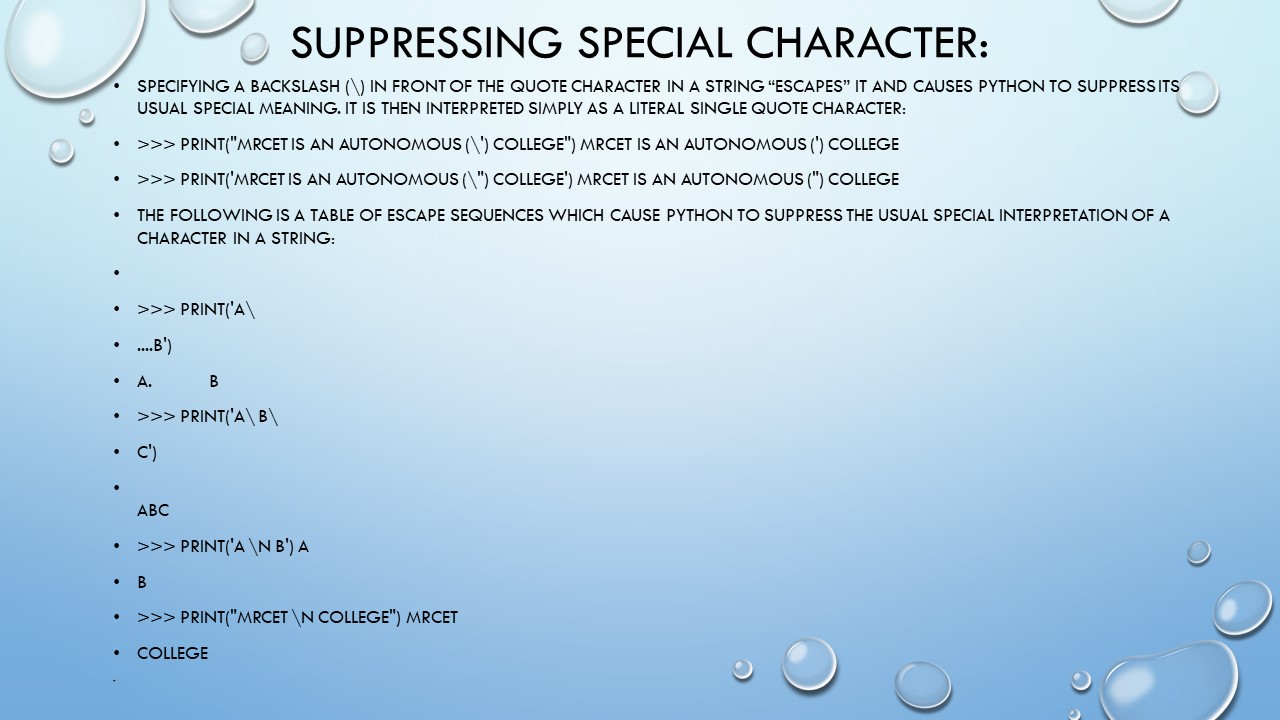 SUPPRESSING SPECIAL CHARACTER:
• SPECIFYING A BACKSLASH (\) IN FRONT OF THE QUOTE CHARACTER IN A STRING “ESCAPES” IT AND CAUSES PYTHON TO SUPPRESS ITS
USUAL SPECIAL MEANING. IT IS THEN INTERPRETED SIMPLY AS A LITERAL SINGLE QUOTE CHARACTER:
• >>> PRINT("MRCET IS AN AUTONOMOUS (\') COLLEGE") MRCET IS AN AUTONOMOUS (') COLLEGE
• >>> PRINT('MRCET IS AN AUTONOMOUS (\") COLLEGE') MRCET IS AN AUTONOMOUS (") COLLEGE
• THE FOLLOWING IS A TABLE OF ESCAPE SEQUENCES WHICH CAUSE PYTHON TO SUPPRESS THE USUAL SPECIAL INTERPRETATION OF A
CHARACTER IN A STRING:
•
• >>> PRINT('A\
• ....B')
• A. B
• >>> PRINT('A\ B\
• C')
•
ABC
• >>> PRINT('A \N B') A
• B
• >>> PRINT("MRCET \N COLLEGE") MRCET
• COLLEGE
•